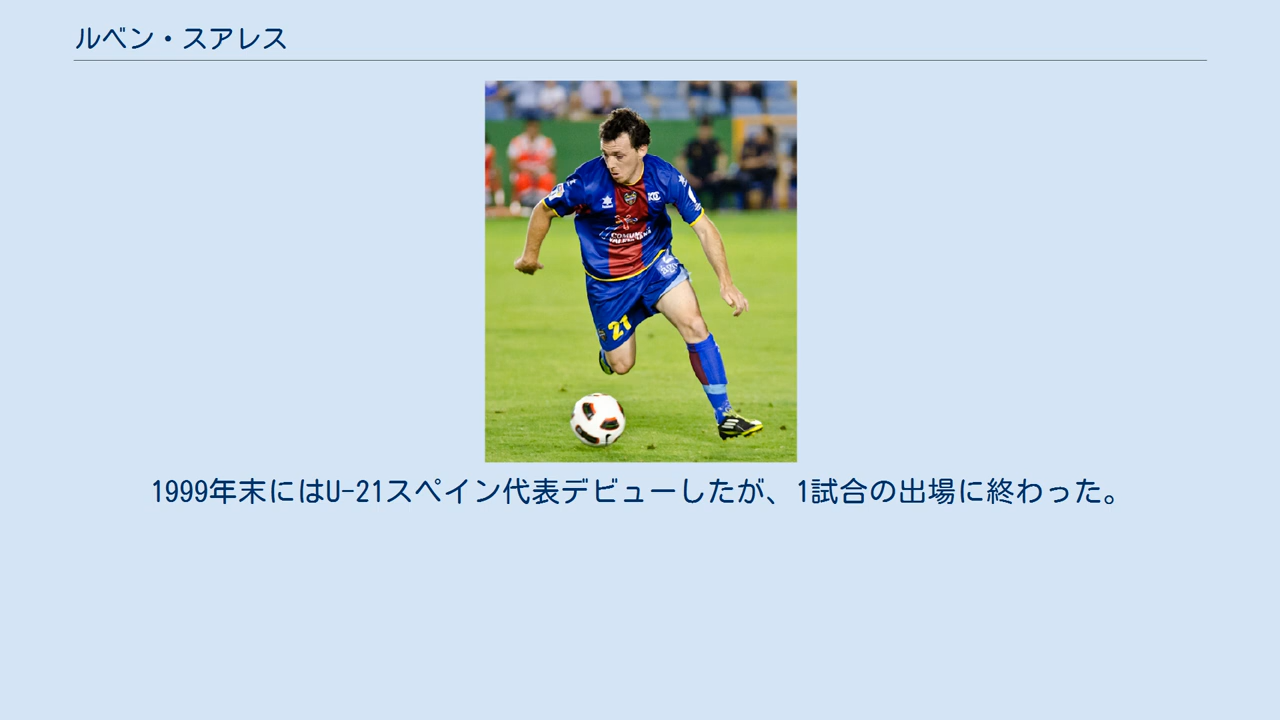 ルベン・スアレス
21
1999年末にはU-21スペイン代表デビューしたが、1試合の出場に終わった。